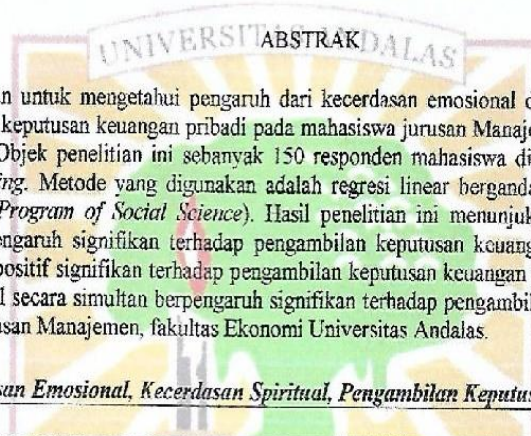 UNIVERSITAS ANDALAS
ABSTRAK
n untuk mengetahui pengaruh dari kecerdasan emosional d
keputusan keuangan pribadi pada mahasiswa jurusan Manaj
Objek penelitian ini sebanyak 150 responden mahasiswa di
ng. Metode yang digunakan adalah regresi linear berganda
Program of Social Science). Hasil penelitian ini menunjuk
engaruh signifikan terhadap pengambilan keputusan keuang
positif signifikan terhadap pengambilan keputusan keuangan
l secara simultan berpengaruh signifikan terhadap pengambil
san Manajemen, fakultas Ekonomi Universitas Andalas.
san Emosional, Kecerdasan Spiritual, Pengambilan Keputus